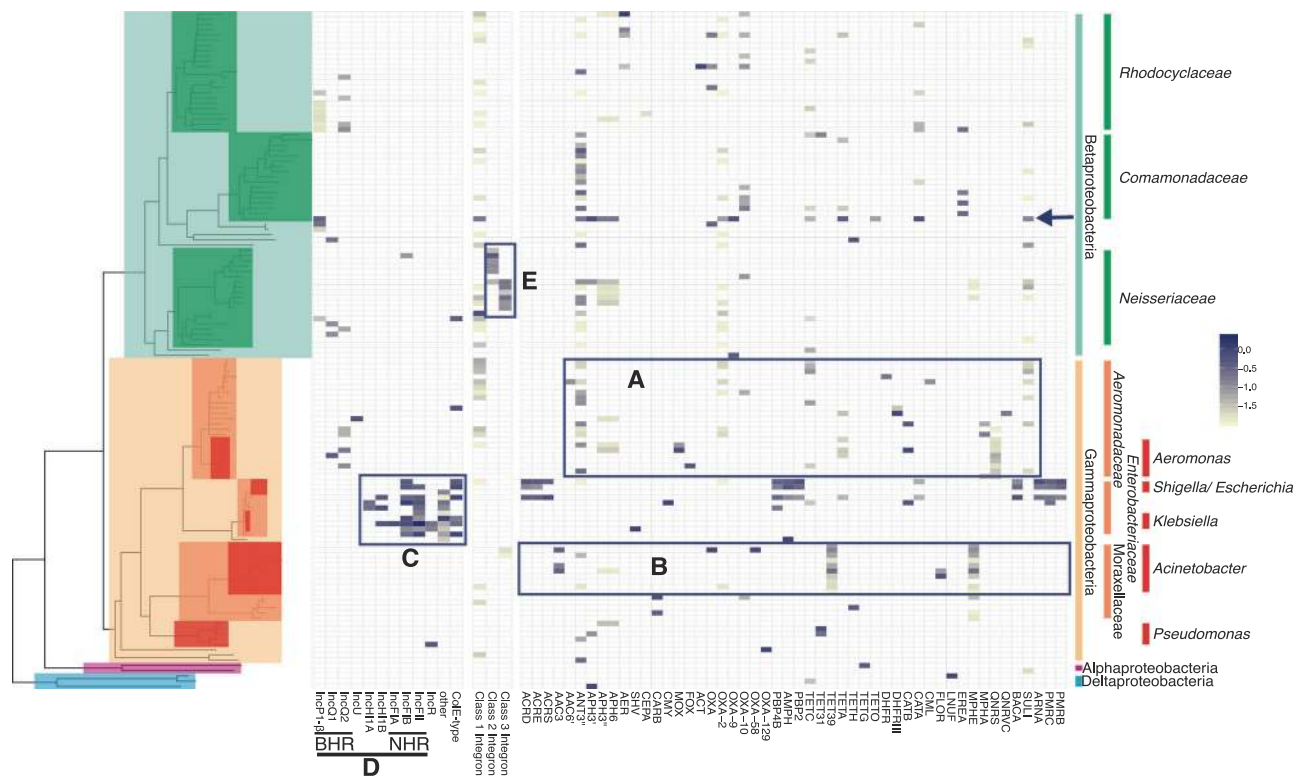 Betaproteobacteria
Rhodocyclaceae
Comamonadaceae
Neisseriaceae
E
A
B
C
D
0.0
−0.5
−1.0
−1.5
Gammaproteobacteria
Aeromonadaceae
Enterobacteriaceae
Moraxellaceae
Aeromonas
Shigella/ Escherichia
Klebsiella
Acinetobacter
Pseudomonas
Alphaproteobacteria
Deltaproteobacteria
IncP1-β
IncQ1
IncQ2
IncU
IncHI1A
IncHI1B
IncFIA
IncFIB
IncFII
IncR
other
ColE-type
BHR
NHR
Class 1 Integron
Class 2 Integron
Class 3 Integron
ACRD
ACRE
ACRS
AAC3
AAC6'
ANT3"
APH3'
APH3"
APH6
AER
SHV
CEPA
CARB
CMY
MOX
FOX
ACT
OXA
OXA-2
OXA-9
OXA-10
OXA-58
OXA-129
PBP4B
AMPH
PBP2
TETC
TET31
TET39
TETA
TETH
TETG
TETQ
DHFR
DHFRIII
CATB
CATA
CML
FLOR
LNUF
EREA
MPHE
MPHA
QNRS
QNRVC
BACA
SULI
ARNA
PMRC
PMRB